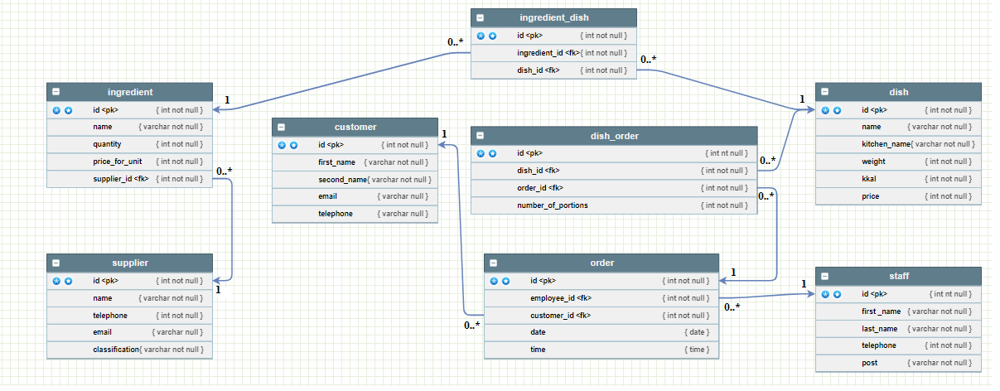 ingredient_dish
id <pk> { int not null }
ingredient_id <fk>{ int not null }
dish_id <fk> { int not null }
0..*
0..*
ingredient
id <pk> { int not null }
name { varchar not null }
quantity { int not null }
price_for_unit { int not null }
supplier_id <fk> { int not null }
1
0..*
customer
id <pk> { int not null }
first_name { varchar not null }
second_name{ varchar not null }
email { varchar null }
telephone { varchar null }
1
dish_order
id <pk> { int nt null }
dish_id <fk> { int not null }
order_id <fk> { int not null }
number_of_portions { int not null }
0..*
0..*
dish
id <pk> { int not null }
name { varchar not null }
kitchen_name{ varchar not null }
weight { int not null }
kkal { int not null }
price { int not null }
1
supplier
id <pk> { int not null }
name { varchar not null }
telephone { int not null }
email { varchar null }
classification{ varchar not null }
1
order
id <pk> { int not null }
employee_id <fk> { int not null }
customer_id <fk> { int not null }
date { date }
time { time }
1
0..*
0..*
staff
id <pk> { int nt null }
first _name { varchar not null }
last_name { varchar not null }
telephone { int not null }
post { varchar not null }
1